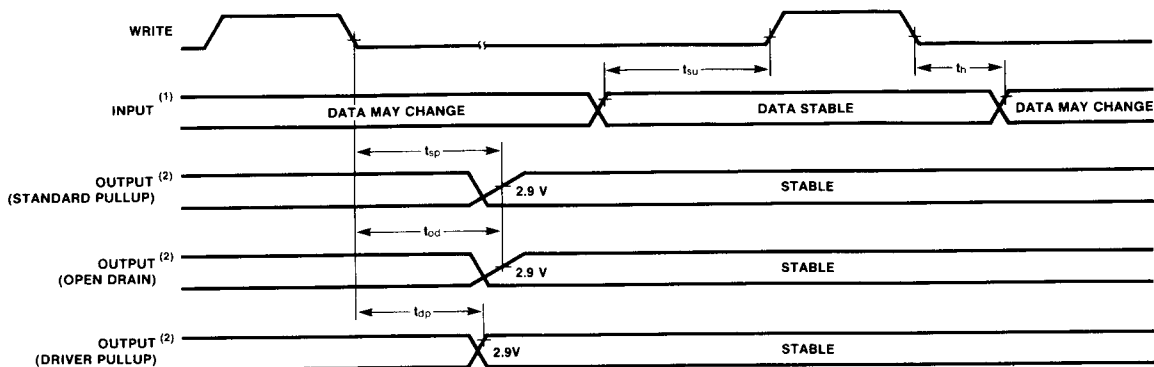 WRITE
tsu
th
INPUT (1)
DATA MAY CHANGE
DATA STABLE
DATA MAY CHANGE
tsp
OUTPUT (2)
(STANDARD PULLUP)
2.9 V
STABLE
tod
OUTPUT (2)
(OPEN DRAIN)
2.9 V
STABLE
tdp
OUTPUT (2)
(DRIVER PULLUP)
2.9V
STABLE